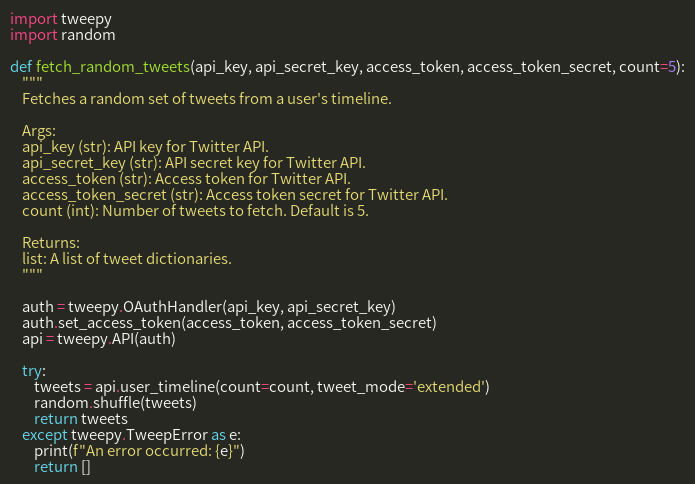 import tweepy
import random
def fetch_random_tweets(api_key, api_secret_key, access_token, access_token_secret, count=5):
"""
Fetches a random set of tweets from a user's timeline.
Args:
api_key (str): API key for Twitter API.
api_secret_key (str): API secret key for Twitter API.
access_token (str): Access token for Twitter API.
access_token_secret (str): Access token secret for Twitter API.
count (int): Number of tweets to fetch. Default is 5.
Returns:
list: A list of tweet dictionaries.
"""
auth = tweepy.OAuthHandler(api_key, api_secret_key)
auth.set_access_token(access_token, access_token_secret)
api = tweepy.API(auth)
try:
tweets = api.user_timeline(count=count, tweet_mode='extended')
random.shuffle(tweets)
return tweets
except tweepy.TweepError as e:
print(f"An error occurred: {e}")
return []